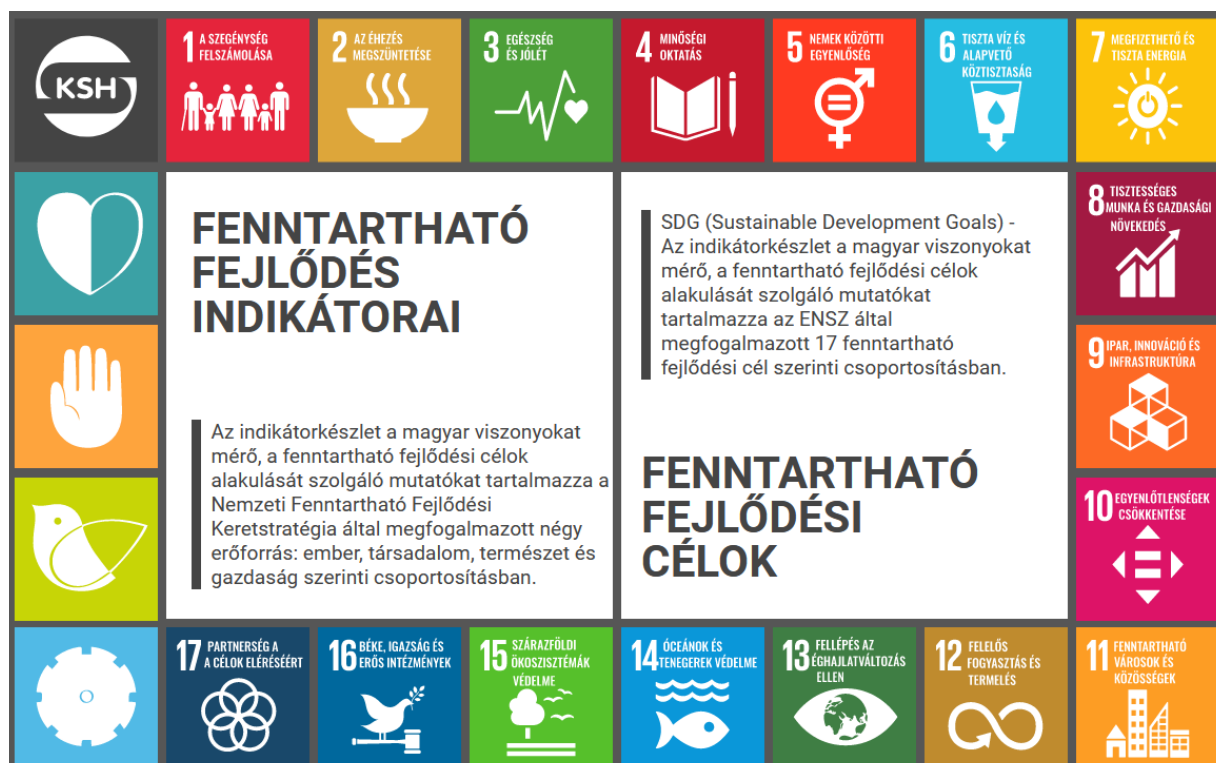 KSH
1 A SZEGÉNYSÉG
FELSZÁMOLÁSA
2 AZ ÉHEZÉS
MEGSZÜNTETÉSE
3 EGÉSZSÉG
ÉS JÓLÉT
4 MINŐSÉGI
OKTATÁS
5 NEMEK KÖZÖTTI
EGYENLŐSÉG
6 TISZTA VÍZ ÉS
ALAPVETŐ
KÖZTISZTASÁG
7 MEGFIZETHETŐ ÉS
TISZTA ENERGIA
FENNTARTHATÓ
FEJLŐDÉS
INDIKÁTORAI
Az indikátorkészlet a magyar viszonyokat
mérő, a fenntartható fejlődési célok
alakulását szolgáló mutatókat tartalmazza a
Nemzeti Fenntartható Fejlődési
Keretstratégia által megfogalmazott négy
erőforrás: ember, társadalom, természet és
gazdaság szerinti csoportosításban.
SDG (Sustainable Development Goals) -
Az indikátorkészlet a magyar viszonyokat
mérő, a fenntartható fejlődési célok
alakulását szolgáló mutatókat
tartalmazza az ENSZ által
megfogalmazott 17 fenntartható
fejlődési cél szerinti csoportosításban.
FENNTARTHATÓ
FEJLŐDÉSI
CÉLOK
8 TISZTESSÉGES
MUNKA ÉS GAZDASÁGI
NÖVEKEDÉS
9 IPAR, INNOVÁCIÓ ÉS
INFRASTRUKTÚRA
10 EGYENLŐTLENSÉGEK
CSÖKKENTÉSE
17 PARTNERSÉG A
A CÉLOK ELÉRÉSÉÉRT
16 BÉKE, IGAZSÁG ÉS
ERŐS INTÉZMÉNYEK
15 SZÁRAZFÖLDI
ÖKOSZISZTÉMÁK
VÉDELME
14 ÓCEÁNOK ÉS
TENEGEREK VÉDELME
13 FELLÉPÉS AZ
ÉGHAJLATVÁLTOZÁS
ELLEN
12 FELELŐS
FOGYASZTÁS ÉS
TERMELÉS
11 FENNTARTHATÓ
VÁROSOK ÉS
KÖZÖSSÉGEK